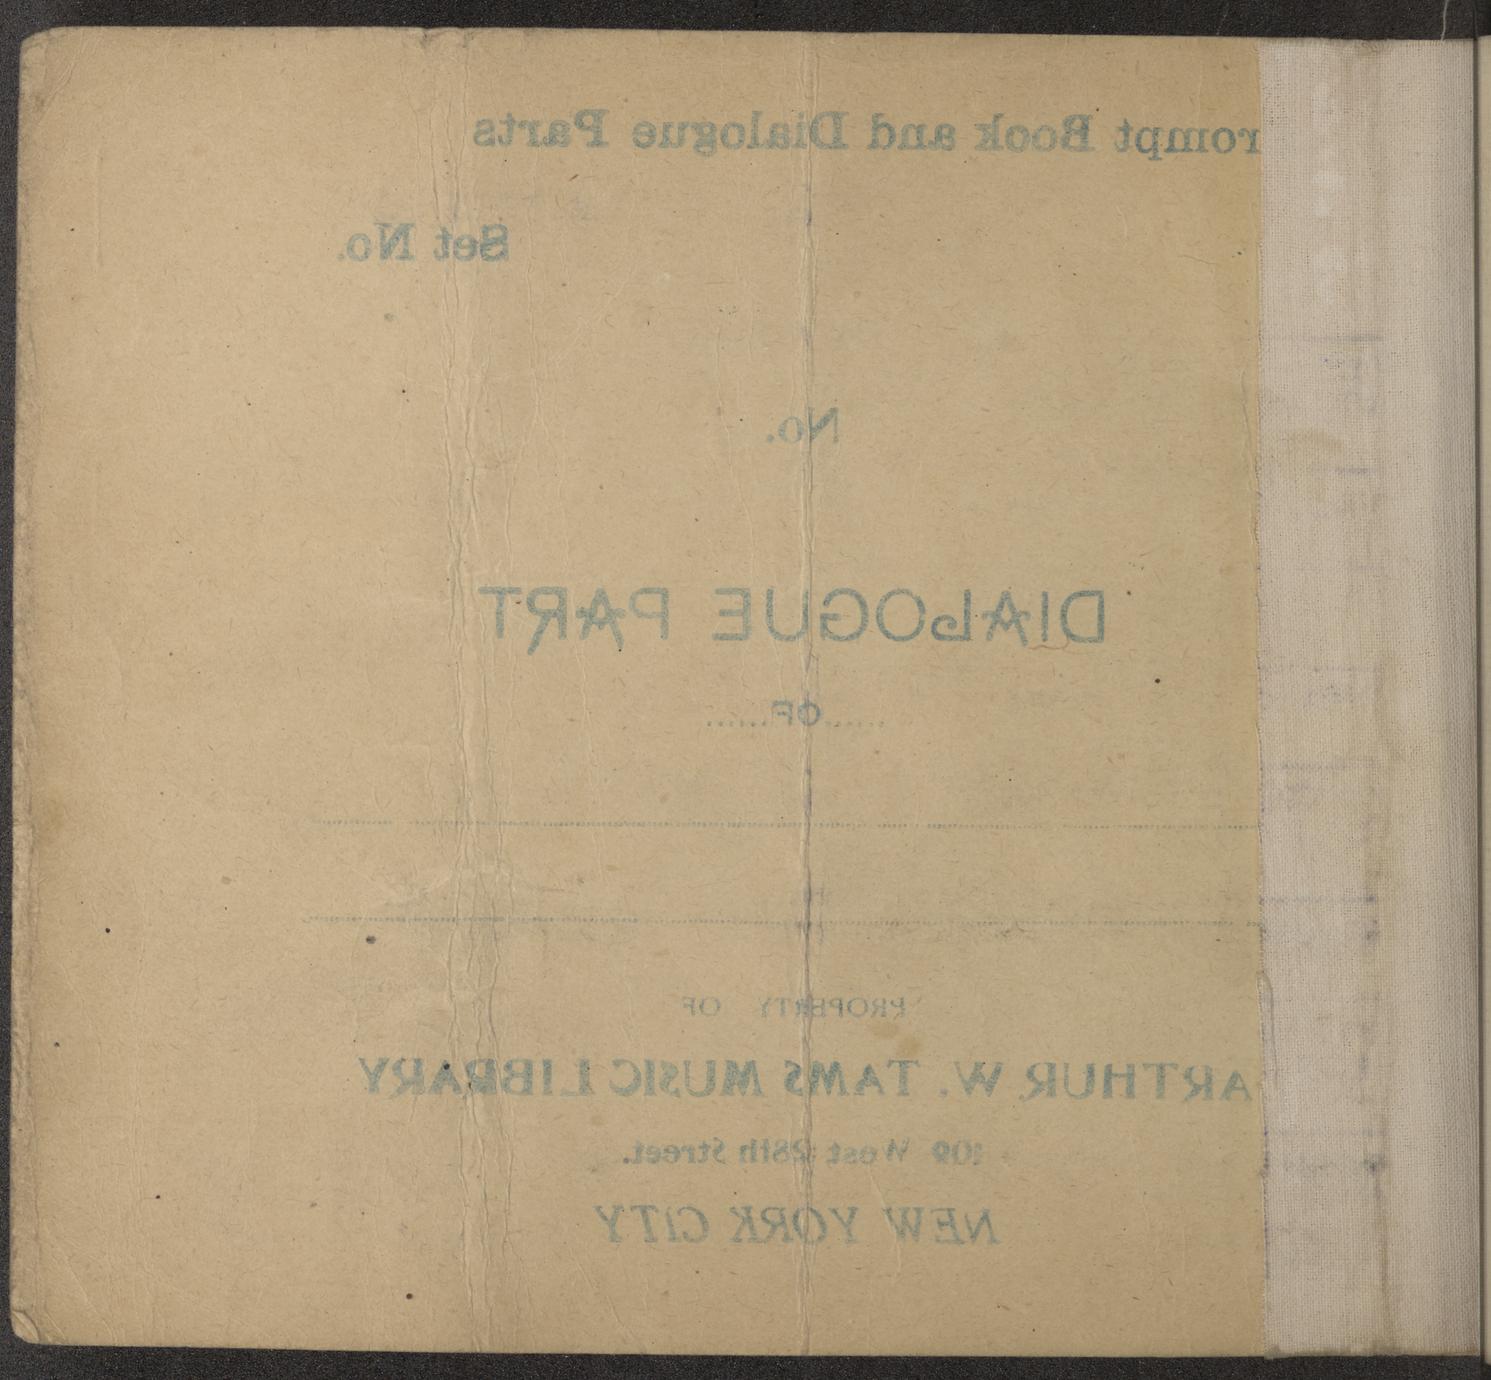 rompt Book and Dialogue Parts
Set No.
No.
DIALOGUE PART
......OF......
PROPERTY OF
ARTHUR W. TAMS MUSIC LIBRARY
109 West 28th Street.
NEW YORK CITY